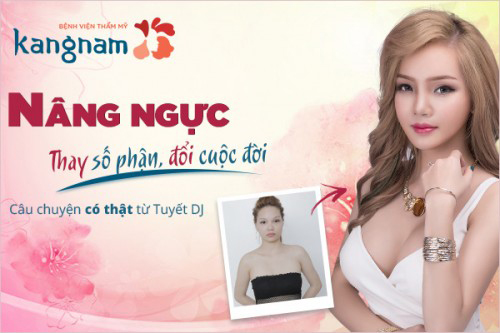 BỆNH VIỆN THẨM MỸ
kangnam
NÂNG NGỰC
Thay số phận, đổi cuộc đời
Câu chuyện có thật từ Tuyết DJ